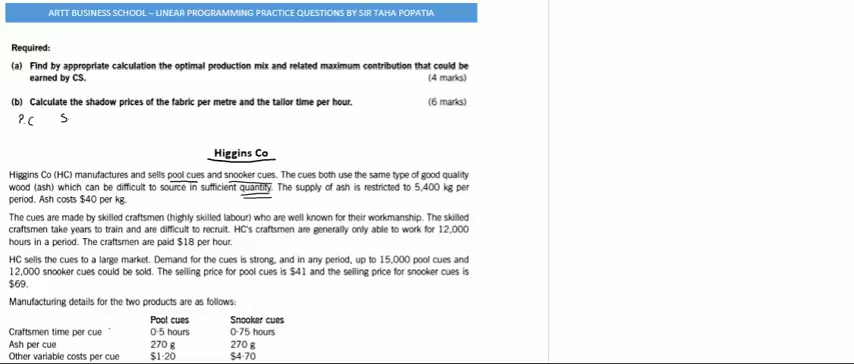 ARTT BUSINESS SCHOOL – LINEAR PROGRAMMING PRACTICE QUESTIONS BY SIR TAHA POPATIA
Required:
(a) Find by appropriate calculation the optimal production mix and related maximum contribution that could be
earned by CS. (4 marks)
(b) Calculate the shadow prices of the fabric per metre and the tailor time per hour. (6 marks)
P.C S.
Higgins Co
Higgins Co (HC) manufactures and sells pool cues and snooker cues. The cues both use the same type of good quality
wood (ash) which can be difficult to source in sufficient quantity. The supply of ash is restricted to 5,400 kg per
period. Ash costs $40 per kg.
The cues are made by skilled craftsmen (highly skilled labour) who are well known for their workmanship. The skilled
craftsmen take years to train and are difficult to recruit. HC's craftsmen are generally only able to work for 12,000
hours in a period. The craftsmen are paid $18 per hour.
HC sells the cues to a large market. Demand for the cues is strong, and in any period, up to 15,000 pool cues and
12,000 snooker cues could be sold. The selling price for pool cues is $41 and the selling price for snooker cues is
$69.
Manufacturing details for the two products are as follows:
Pool cues Snooker cues
Craftsmen time per cue 0·5 hours 0·75 hours
Ash per cue 270 g 270 g
Other variable costs per cue $1·20 $4·70